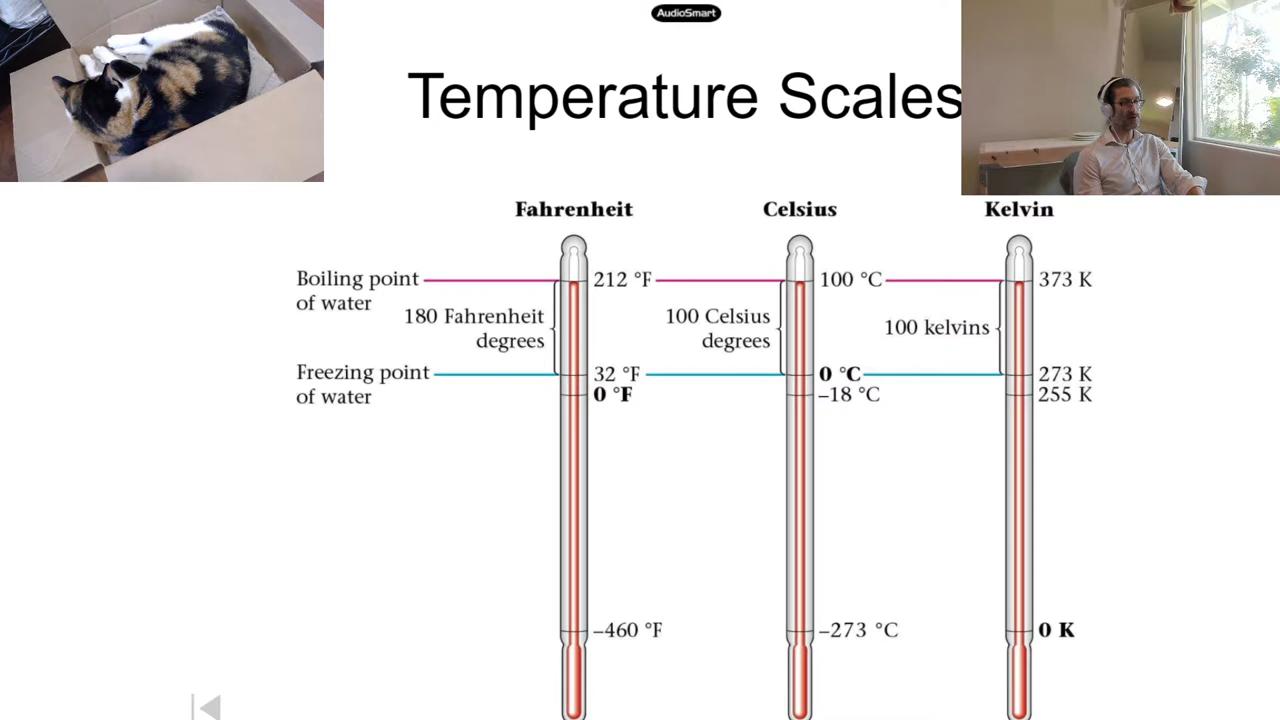 AudioSmart
Temperature Scales
Fahrenheit
Celsius
Kelvin
Boiling point
of water
212 °F
100 °C
373 K
180 Fahrenheit
degrees
100 Celsius
degrees
100 kelvins
Freezing point
of water
32 °F
0 °C
273 K
0 °F
–18 °C
255 K
–460 °F
–273 °C
0 K